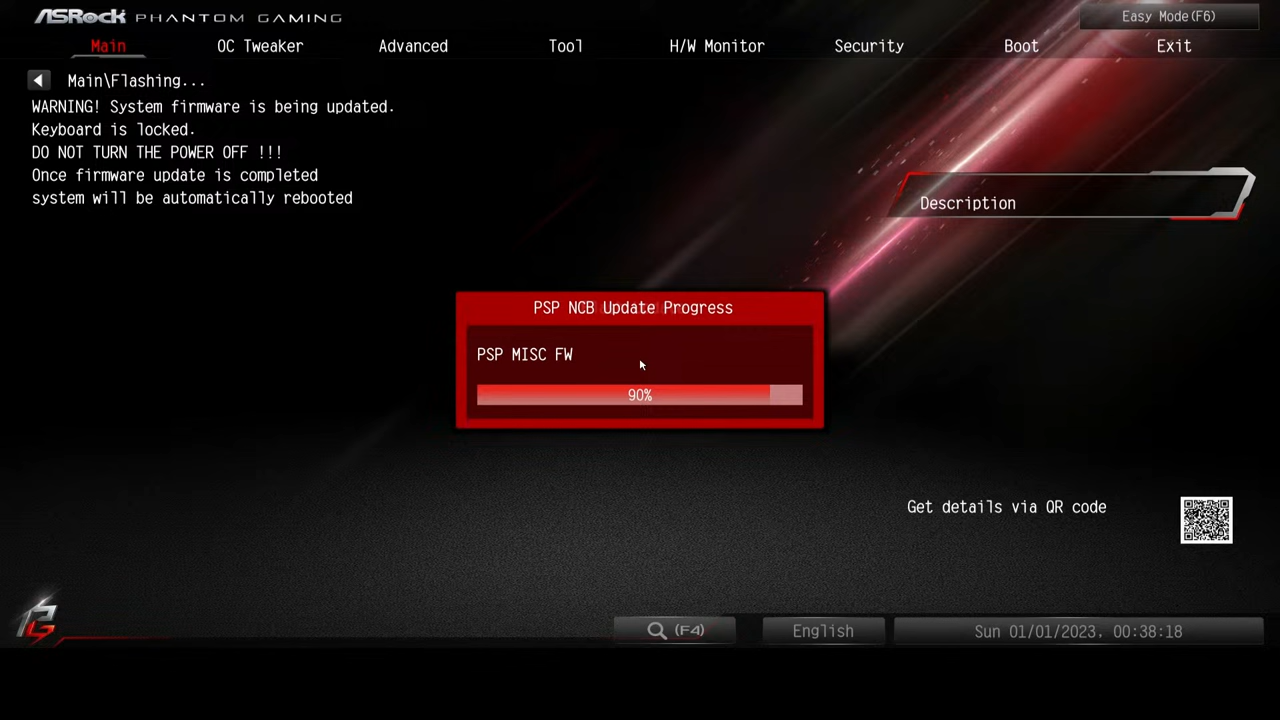 ASRock PHANTOM GAMING
Easy Mode(F6)
Main OC Tweaker Advanced Tool H/W Monitor Security Boot Exit
Main\Flashing...
WARNING! System firmware is being updated.
Keyboard is locked.
DO NOT TURN THE POWER OFF !!!
Once firmware update is completed
system will be automatically rebooted
Description
PSP NCB Update Progress
PSP MISC FW
90%
Get details via QR code
(F4) English Sun 01/01/2023, 00:38:18